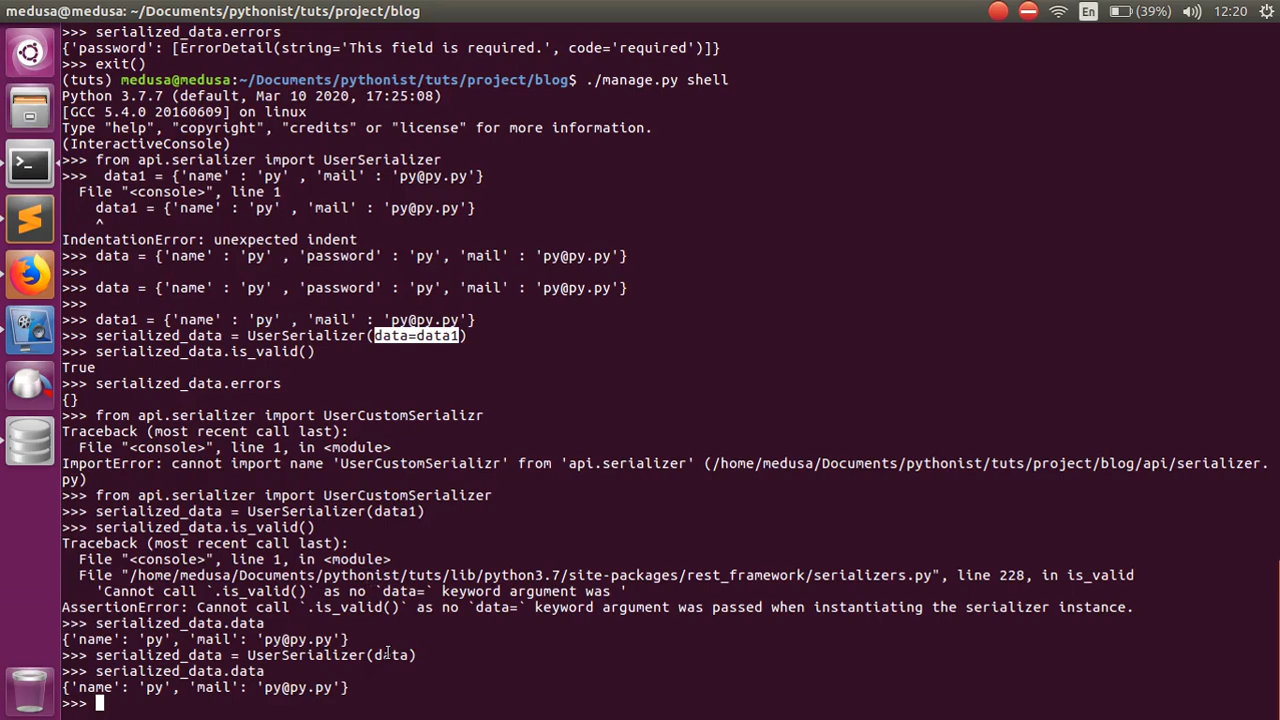 medusa@medusa: ~/Documents/pythonist/tuts/project/blog
En
(39%)
12:20
>>> serialized_data.errors
{'password': [ErrorDetail(string='This field is required.', code='required')]}
>>> exit()
(tuts) medusa@medusa:~/Documents/pythonist/tuts/project/blog$ ./manage.py shell
Python 3.7.7 (default, Mar 10 2020, 17:25:08)
[GCC 5.4.0 20160609] on linux
Type "help", "copyright", "credits" or "license" for more information.
(InteractiveConsole)
>>> from api.serializer import UserSerializer
>>>  data1 = {'name' : 'py' , 'mail' : 'py@py.py'}
  File "<console>", line 1
    data1 = {'name' : 'py' , 'mail' : 'py@py.py'}
    ^
IndentationError: unexpected indent
>>> data = {'name' : 'py' , 'password' : 'py', 'mail' : 'py@py.py'}
>>>
>>> data = {'name' : 'py' , 'password' : 'py', 'mail' : 'py@py.py'}
>>>
>>> data1 = {'name' : 'py' , 'mail' : 'py@py.py'}
>>> serialized_data = UserSerializer(data=data1)
>>> serialized_data.is_valid()
True
>>> serialized_data.errors
{}
>>> from api.serializer import UserCustomSerializr
Traceback (most recent call last):
  File "<console>", line 1, in <module>
ImportError: cannot import name 'UserCustomSerializr' from 'api.serializer' (/home/medusa/Documents/pythonist/tuts/project/blog/api/serializer.
py)
>>> from api.serializer import UserCustomSerializer
>>> serialized_data = UserSerializer(data1)
>>> serialized_data.is_valid()
Traceback (most recent call last):
  File "<console>", line 1, in <module>
  File "/home/medusa/Documents/pythonist/tuts/lib/python3.7/site-packages/rest_framework/serializers.py", line 228, in is_valid
    'Cannot call `.is_valid()` as no `data=` keyword argument was '
AssertionError: Cannot call `.is_valid()` as no `data=` keyword argument was passed when instantiating the serializer instance.
>>> serialized_data.data
{'name': 'py', 'mail': 'py@py.py'}
>>> serialized_data = UserSerializer(data)
>>> serialized_data.data
{'name': 'py', 'mail': 'py@py.py'}
>>>